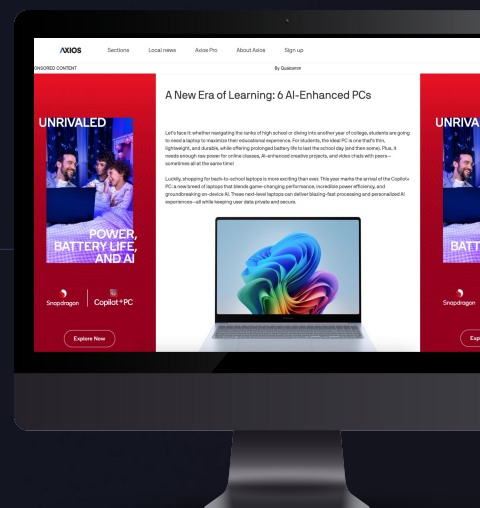 AXIOS Sections Local news Axios Pro About Axios Sign up
ONSORED CONTENT By Qualcomm
A New Era of Learning: 6 AI-Enhanced PCs
Let's face it: whether navigating the ranks of high school or diving into another year of college, students are going
to need a laptop to maximize their educational experience. For students, the ideal PC is one that's thin,
lightweight, and durable, while offering prolonged battery life to last the school day (and then some). Plus, it
needs enough raw power for online classes, AI-enhanced creative projects, and video chats with peers—
sometimes all at the same time!
Luckily, shopping for back-to-school laptops is more exciting than ever. This year marks the arrival of the Copilot+
PC: a new breed of laptops that blends game-changing performance, incredible power efficiency, and
groundbreaking on-device AI. These next-level laptops can deliver blazing-fast processing and personalized AI
experiences—all while keeping user data private and secure.
UNRIVALED
POWER,
BATTERY LIFE,
AND AI
Snapdragon Copilot+PC
Explore Now
UNRIVA
BATT
Snapdragon
Exp